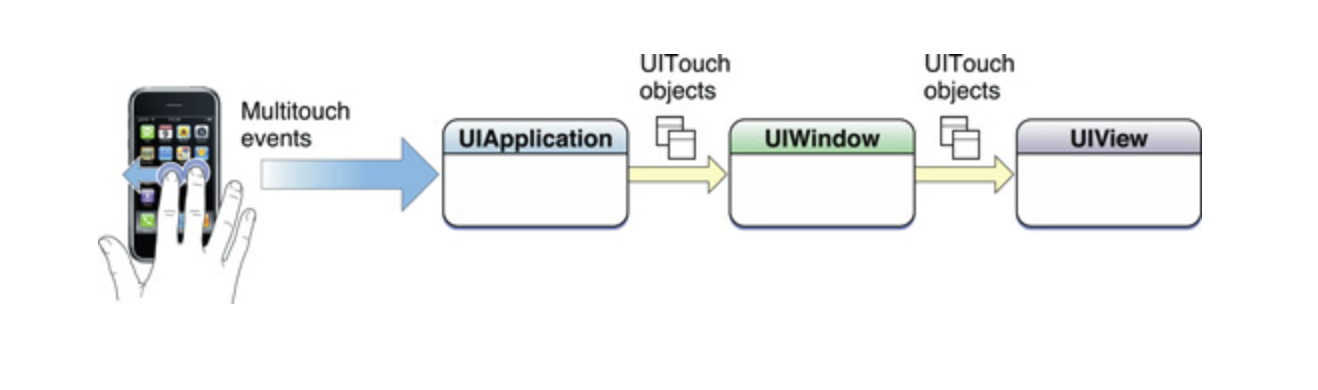 Multitouch
events
UIApplication
UITouch
objects
UIWindow
UITouch
objects
UIView